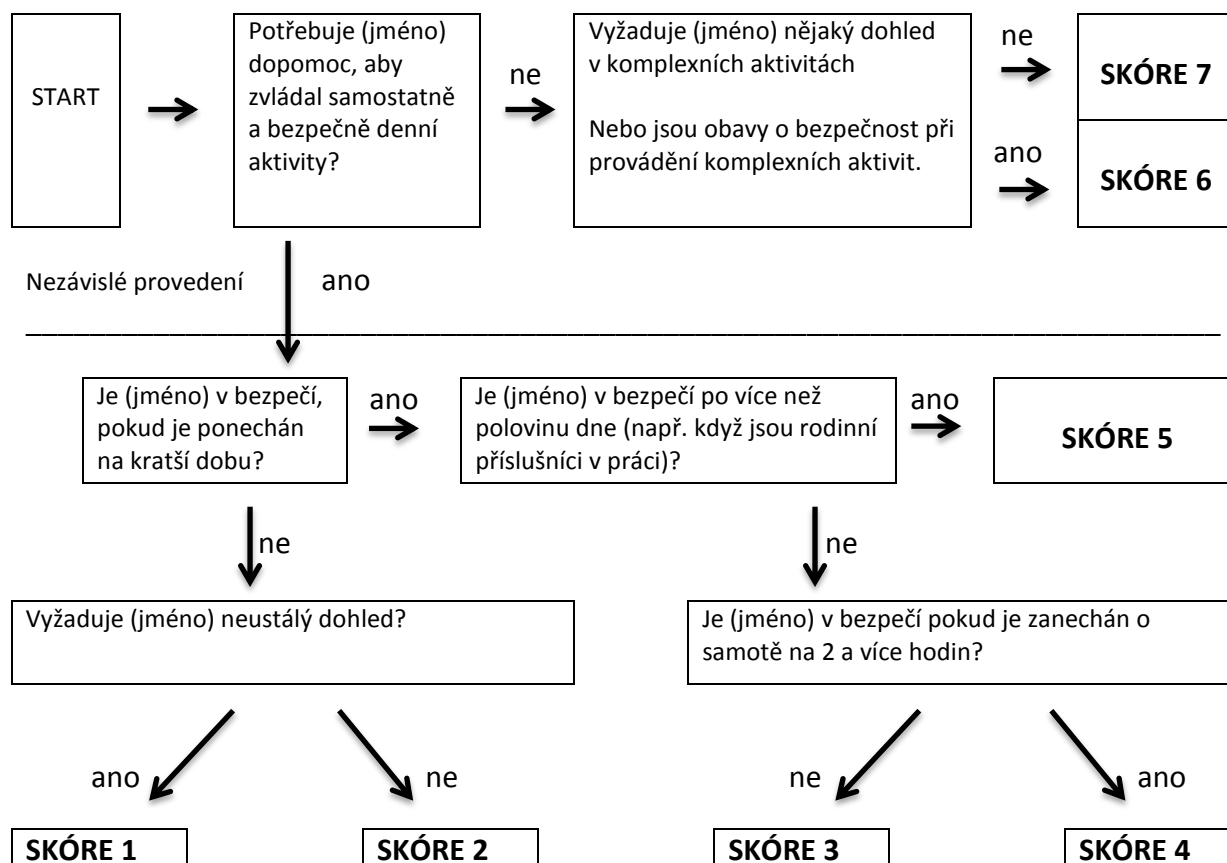 START
Potřebuje (jméno)
dopomoc, aby
zvládal samostatně
a bezpečně denní
aktivity?
ne
Vyžaduje (jméno) nějaký dohled
v komplexních aktivitách
Nebo jsou obavy o bezpečnost při
provádění komplexních aktivit.
ne
SKÓRE 7
ano
SKÓRE 6
Nezávislé provedení
ano
Je (jméno) v bezpečí,
pokud je ponechán
na kratší dobu?
ano
Je (jméno) v bezpečí po více než
polovinu dne (např. když jsou rodinní
příslušníci v práci)?
ano
SKÓRE 5
ne
ne
Vyžaduje (jméno) neustálý dohled?
Je (jméno) v bezpečí pokud je zanechán o
samotě na 2 a více hodin?
ano
ne
ne
ano
SKÓRE 1
SKÓRE 2
SKÓRE 3
SKÓRE 4